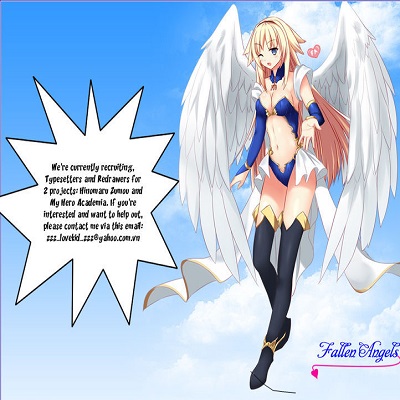 We're currently recruiting,
Typesetters and Redrawers for
2 projects: Hinomaru Zumou and
My Hero Academia. If you're
interested and want to help out,
please contact me via this email:
zzz_lovekid_zzz@yahoo.com.vn
Fallen Angels